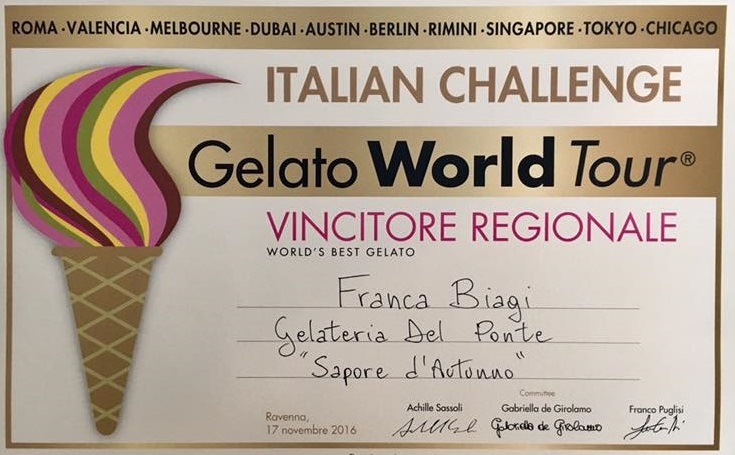 ROMA · VALENCIA · MELBOURNE · DUBAI · AUSTIN · BERLIN · RIMINI · SINGAPORE · TOKYO · CHICAGO
ITALIAN CHALLENGE
Gelato World Tour®
VINCITORE REGIONALE
WORLD'S BEST GELATO
Franca Biagi
Gelateria Del Ponte
"Sapore d'Autunno"
Committee
Achille Sassoli Gabriella de Girolamo Franco Puglisi
Ravenna,
17 novembre 2016 Gabriella de Girolamo